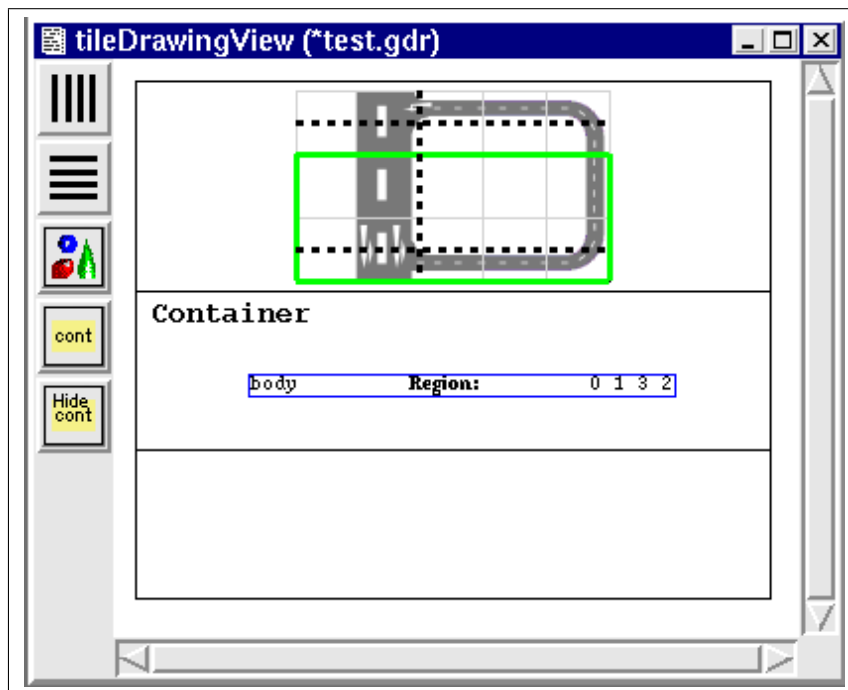 tileDrawingView (*test.gdr)
Container
cont
body Region: 0 1 3 2
Hide
cont